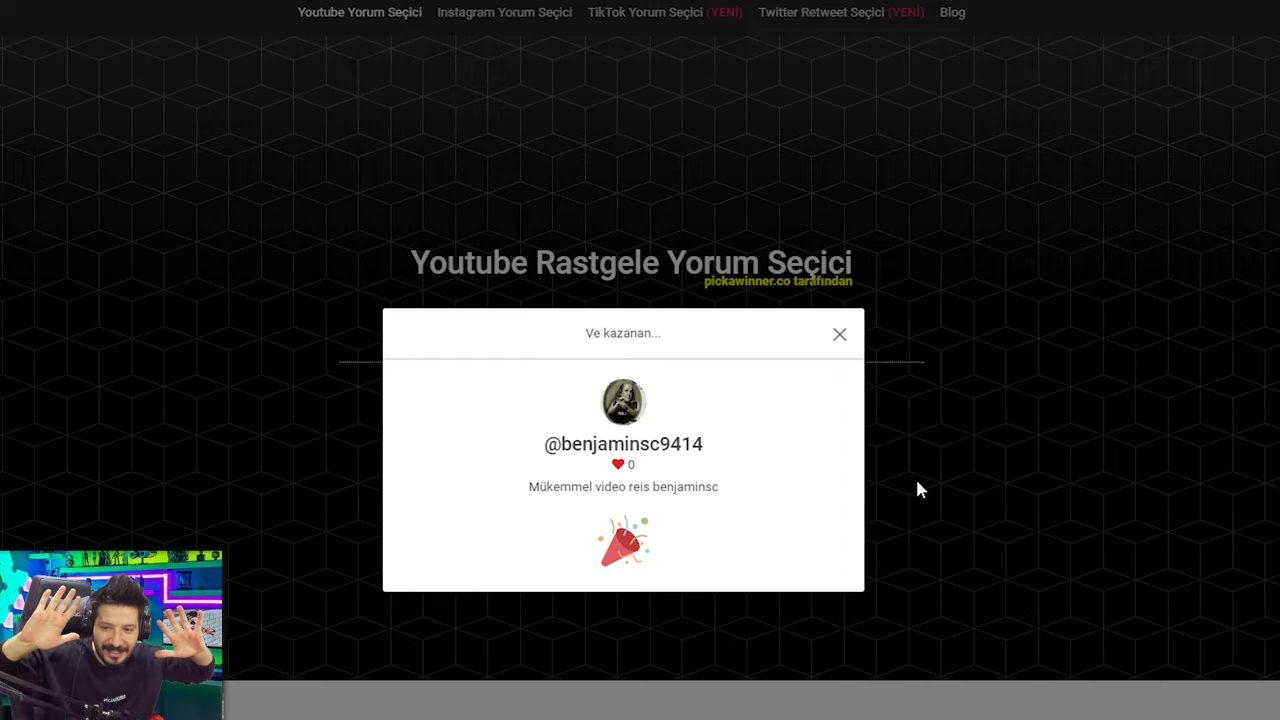 Youtube Yorum Seçici Instagram Yorum Seçici TikTok Yorum Seçici (YENİ) Twitter Retweet Seçici (YENİ) Blog
Youtube Rastgele Yorum Seçici
pickawinner.co tarafından
Ve kazanan...
@benjaminsc9414
0
Mükemmel video reis benjaminsc